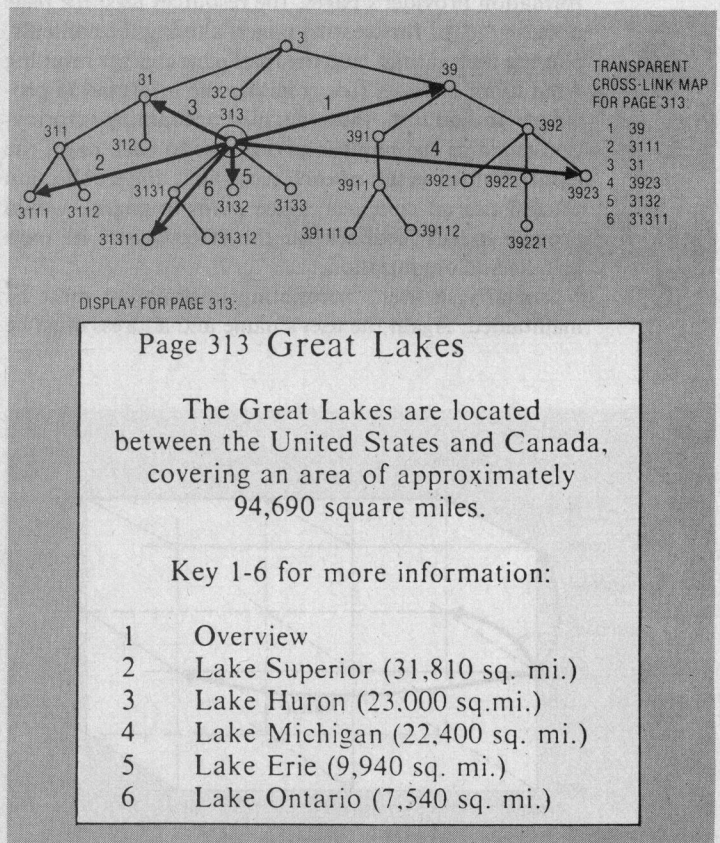 3
31
32
39
313
1
3
TRANSPARENT
CROSS-LINK MAP
FOR PAGE 313:
1 39
2 3111
3 31
4 3923
5 3132
6 31311
311
312
391
392
2
4
5
6
3111
3112
3131
3132
3133
3911
3921
3922
3923
31311
31312
39111
39112
39221
DISPLAY FOR PAGE 313:
Page 313 Great Lakes
The Great Lakes are located
between the United States and Canada,
covering an area of approximately
94,690 square miles.
Key 1-6 for more information:
1 Overview
2 Lake Superior (31,810 sq. mi.)
3 Lake Huron (23,000 sq.mi.)
4 Lake Michigan (22,400 sq. mi.)
5 Lake Erie (9,940 sq. mi.)
6 Lake Ontario (7,540 sq. mi.)